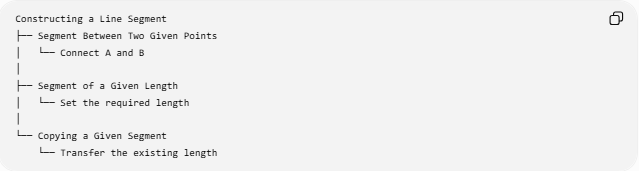 Constructing a Line Segment
├── Segment Between Two Given Points
│   └── Connect A and B
│
├── Segment of a Given Length
│   └── Set the required length
│
└── Copying a Given Segment
    └── Transfer the existing length